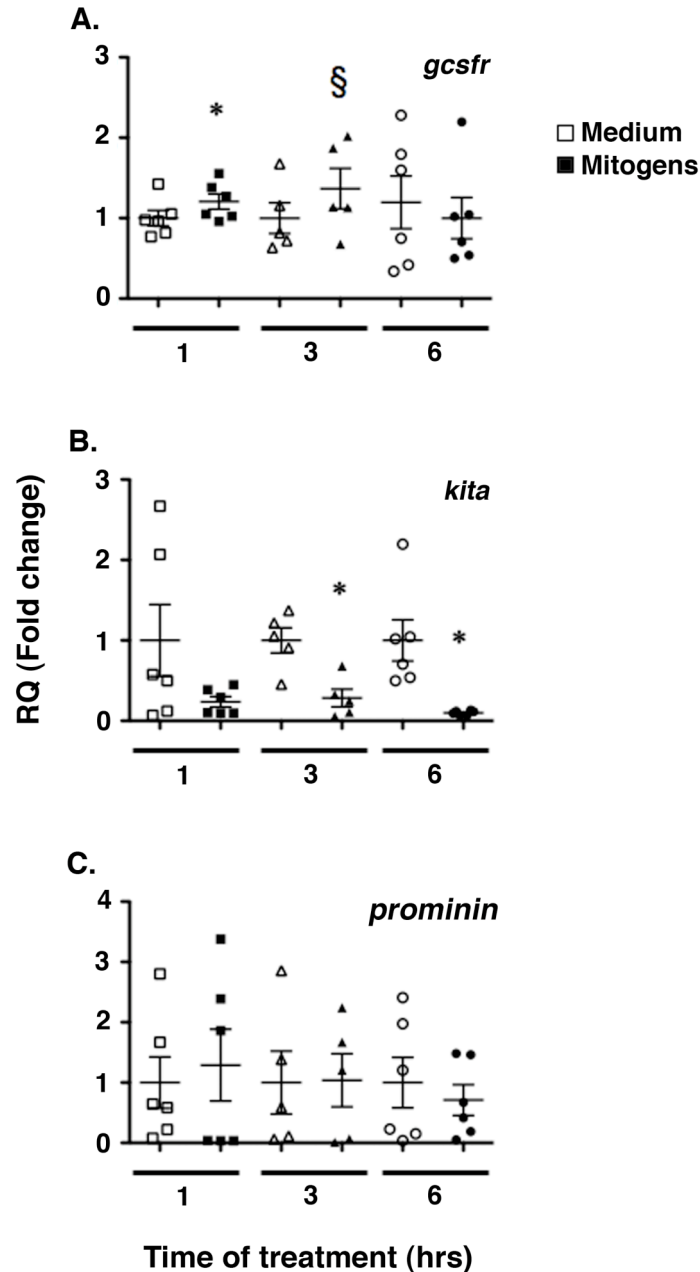 A.
gcsfr
3
2
1
0
*
§
Medium
Mitogens
1 3 6
B.
kita
3
2
1
0
*
*
1 3 6
RQ (Fold change)
C.
prominin
4
3
2
1
0
1 3 6
Time of treatment (hrs)